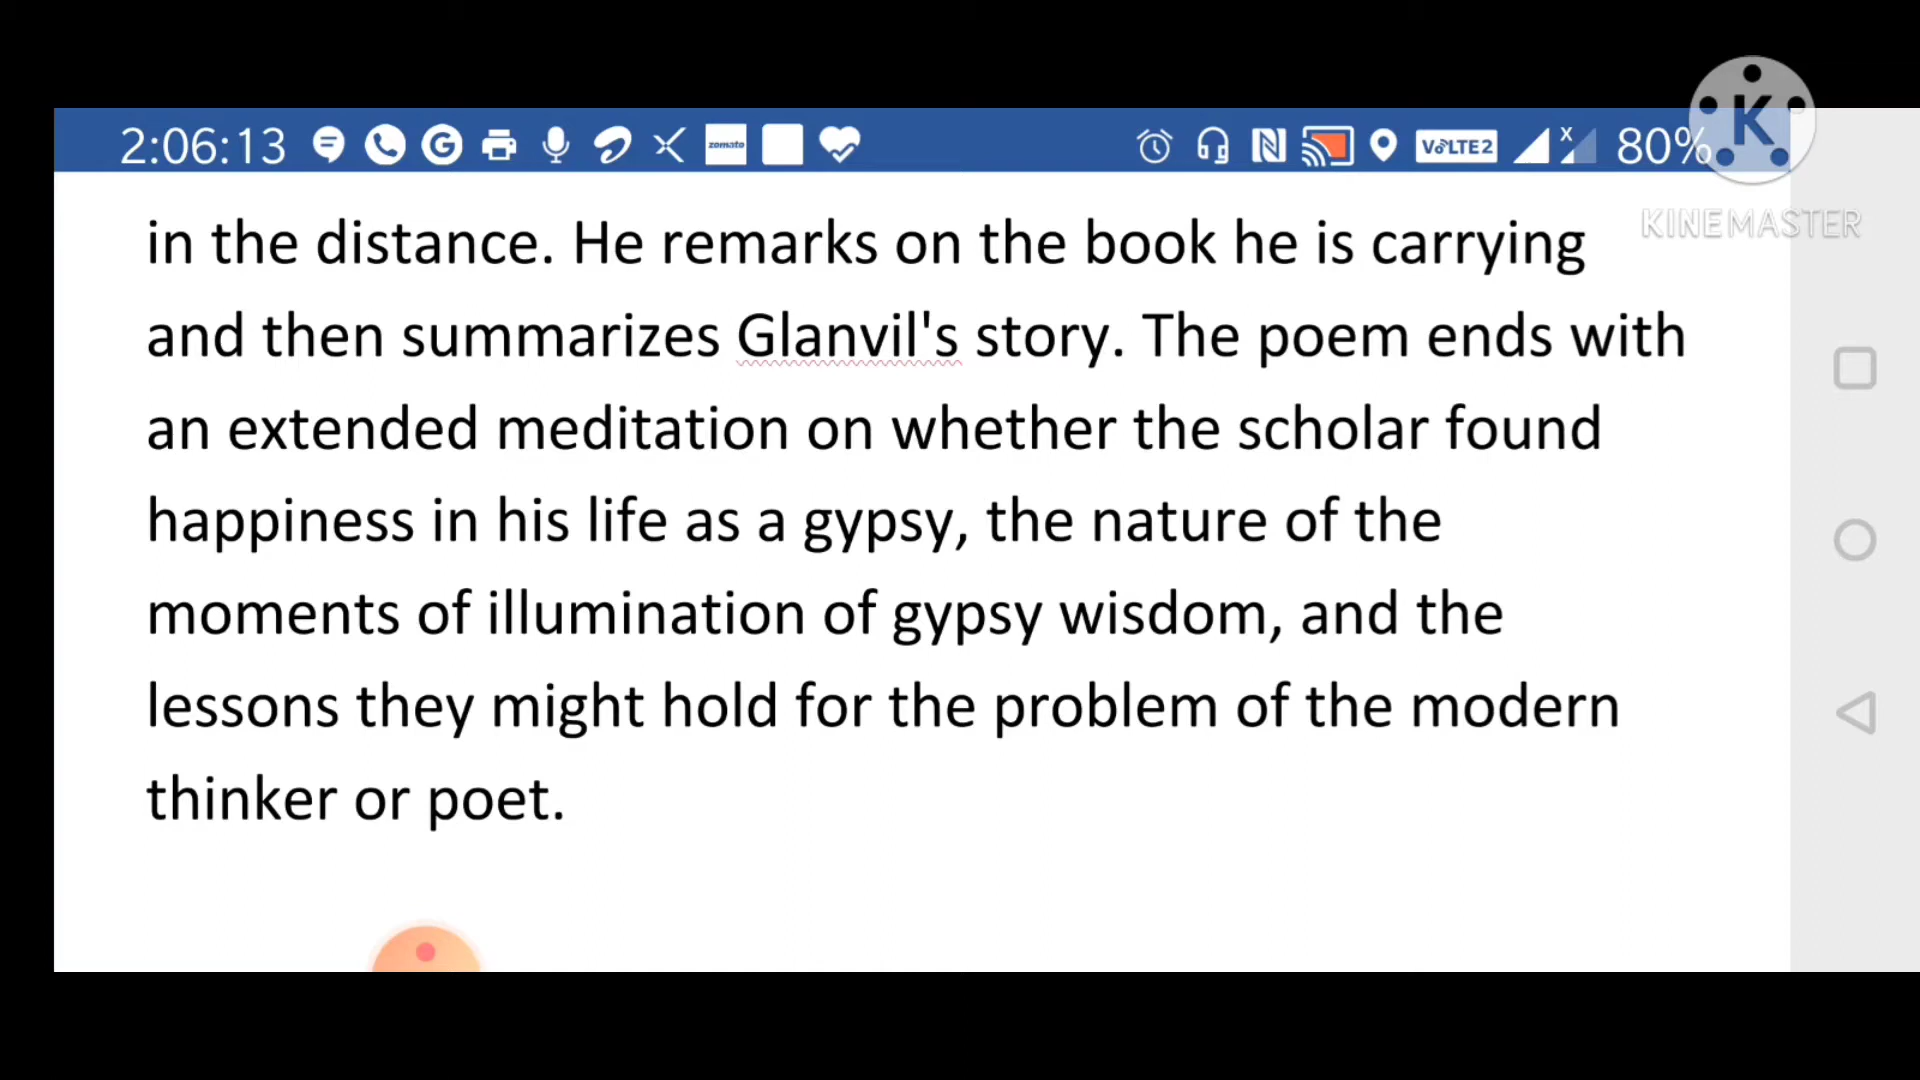 2:06:13 zomato VoLTE2 x 80%
K
KINEMASTER
in the distance. He remarks on the book he is carrying
and then summarizes Glanvil's story. The poem ends with
an extended meditation on whether the scholar found
happiness in his life as a gypsy, the nature of the
moments of illumination of gypsy wisdom, and the
lessons they might hold for the problem of the modern
thinker or poet.